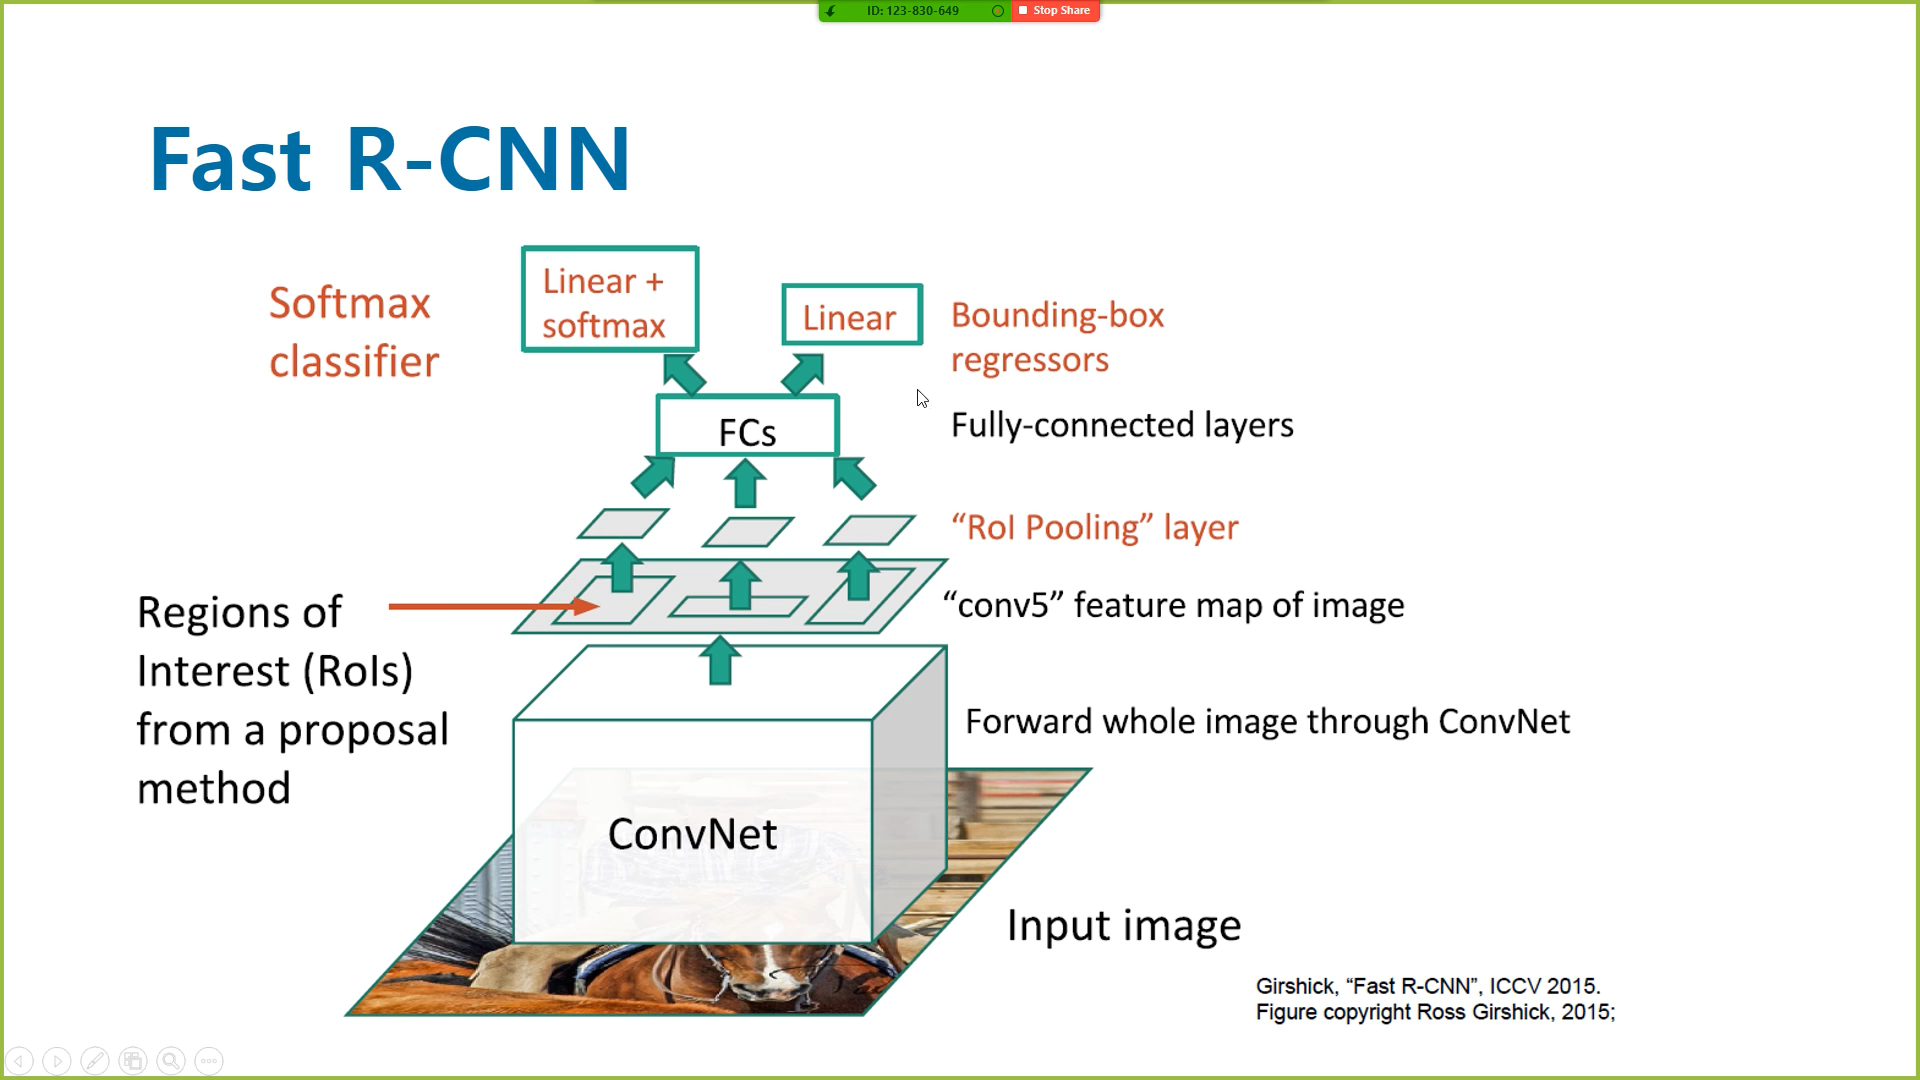 ID: 123-830-649
Stop Share
Fast R-CNN
Softmax
classifier
Linear +
softmax
Linear
Bounding-box
regressors
FCs
Fully-connected layers
“RoI Pooling” layer
Regions of
Interest (RoIs)
from a proposal
method
“conv5” feature map of image
Forward whole image through ConvNet
ConvNet
Input image
Girshick, “Fast R-CNN”, ICCV 2015.
Figure copyright Ross Girshick, 2015;